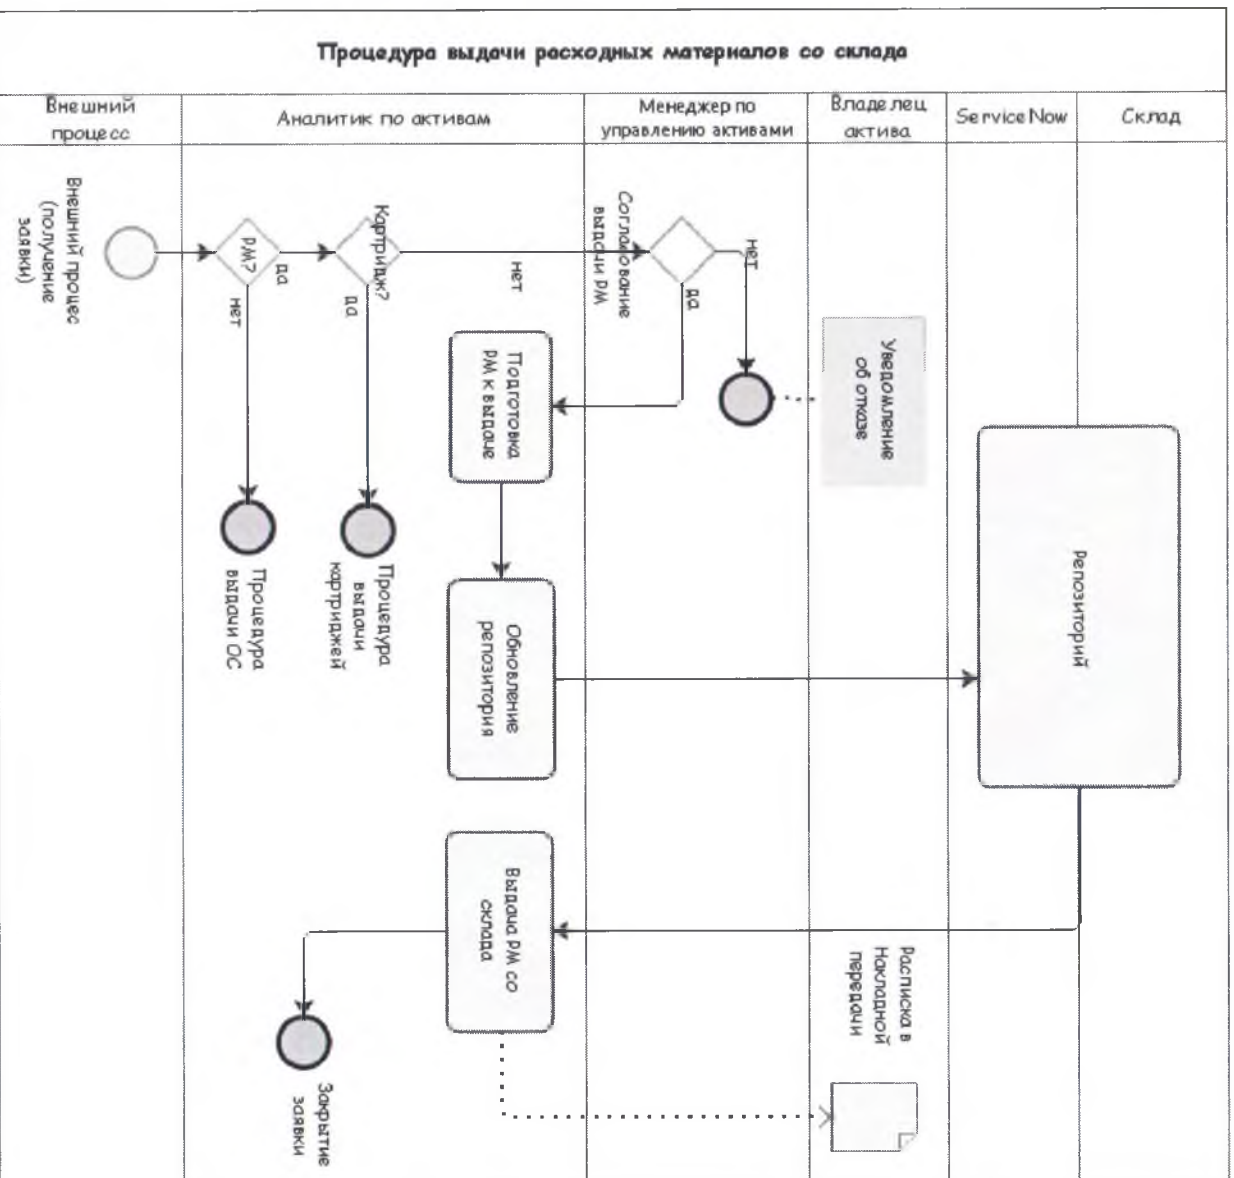 Процедура выдачи расходных материалов со склада
Внешний
процесс
Аналитик по активам
Менеджер по
управлению активами
Владелец
актива
Service Now
Склад
Внешний процес
(получение
заявки)
РМ?
да
нет
Картридж?
да
нет
Согласование
выдачи РМ
нет
да
Уведомление
об отказе
Подготовка
РМ к выдаче
Процедура
выдачи ОС
Процедура
выдачи
картриджей
Обновление
репозитория
Репозиторий
Выдача РМ со
склада
Расписка в
Накладной
передачи
Закрытие
заявки